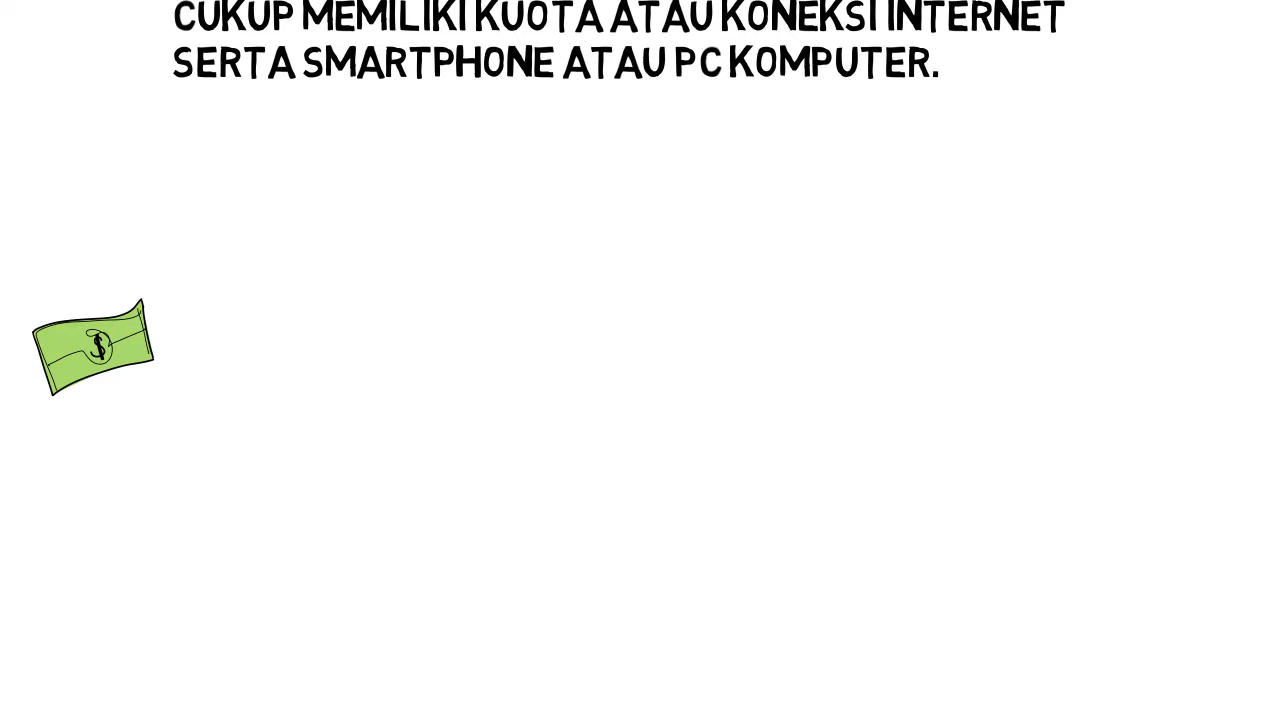 CUKUP MEMILIKI KUOTA ATAU KONEKSI INTERNET
SERTA SMARTPHONE ATAU PC KOMPUTER.
$